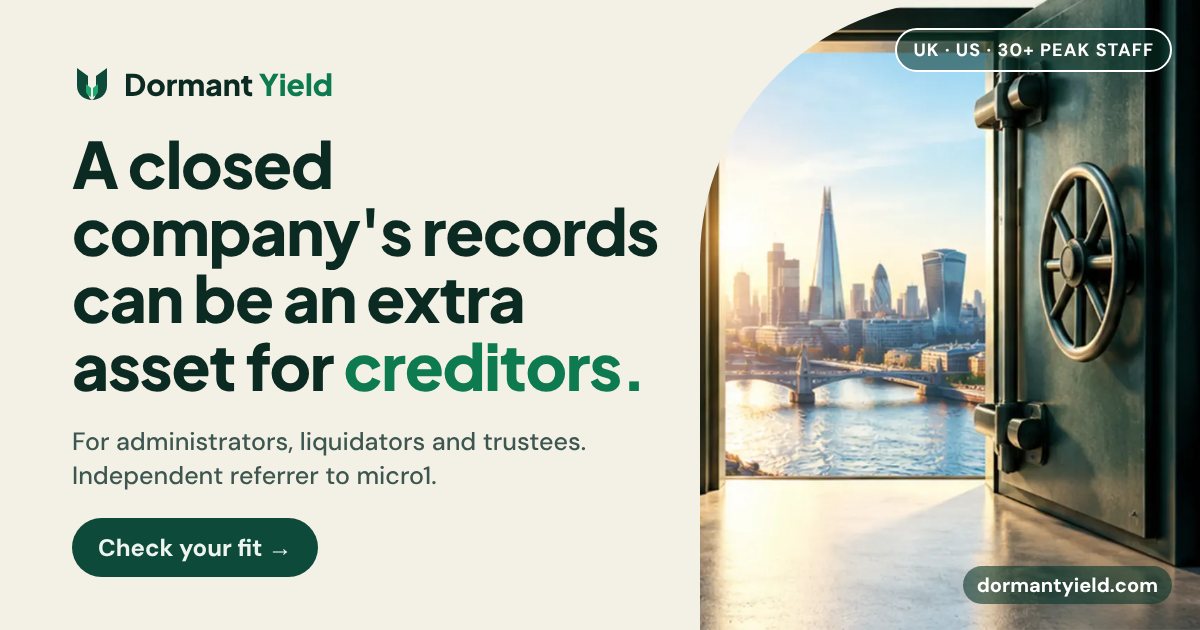 Dormant Yield
UK · US · 30+ PEAK STAFF
A closed
company's records
can be an extra
asset for creditors.
For administrators, liquidators and trustees.
Independent referrer to micro1.
Check your fit →
dormantyield.com